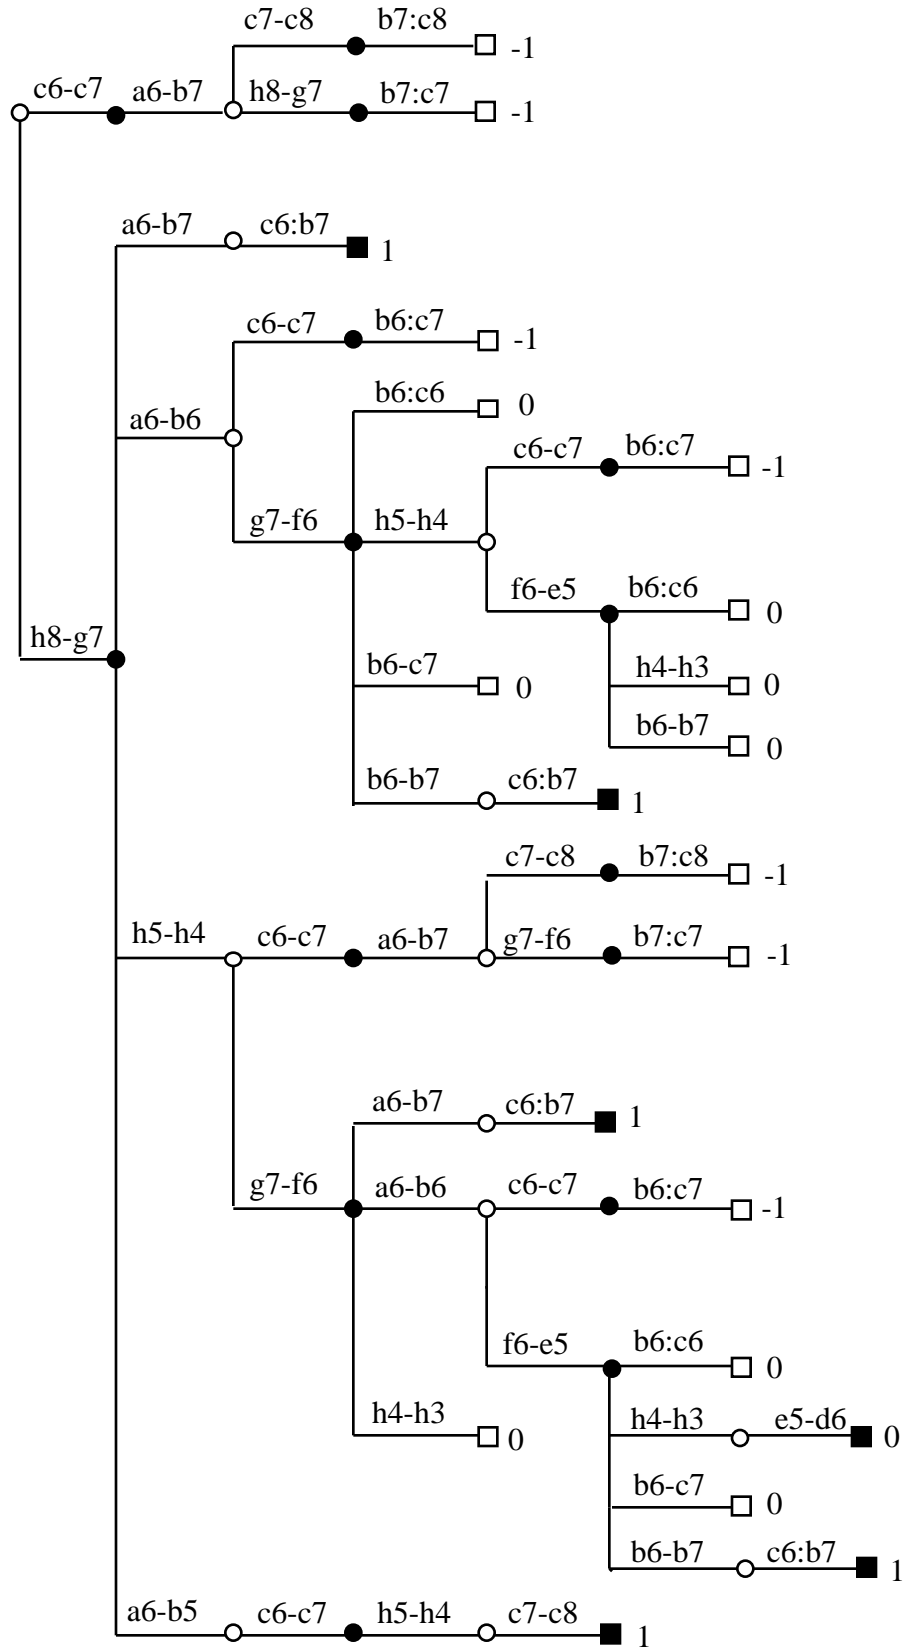 c7-c8 b7:c8 -1
c6-c7 a6-b7 h8-g7 b7:c7 -1
a6-b7 c6:b7 1
c6-c7 b6:c7 -1
b6:c6 0
a6-b6
c6-c7 b6:c7 -1
g7-f6 h5-h4
f6-e5 b6:c6 0
h8-g7
b6-c7 0
h4-h3 0
b6-b7 0
b6-b7 c6:b7 1
c7-c8 b7:c8 -1
h5-h4 c6-c7 a6-b7 g7-f6 b7:c7 -1
a6-b7 c6:b7 1
g7-f6 a6-b6 c6-c7 b6:c7 -1
f6-e5 b6:c6 0
h4-h3 0
h4-h3 e5-d6 0
b6-c7 0
b6-b7 c6:b7 1
a6-b5 c6-c7 h5-h4 c7-c8 1